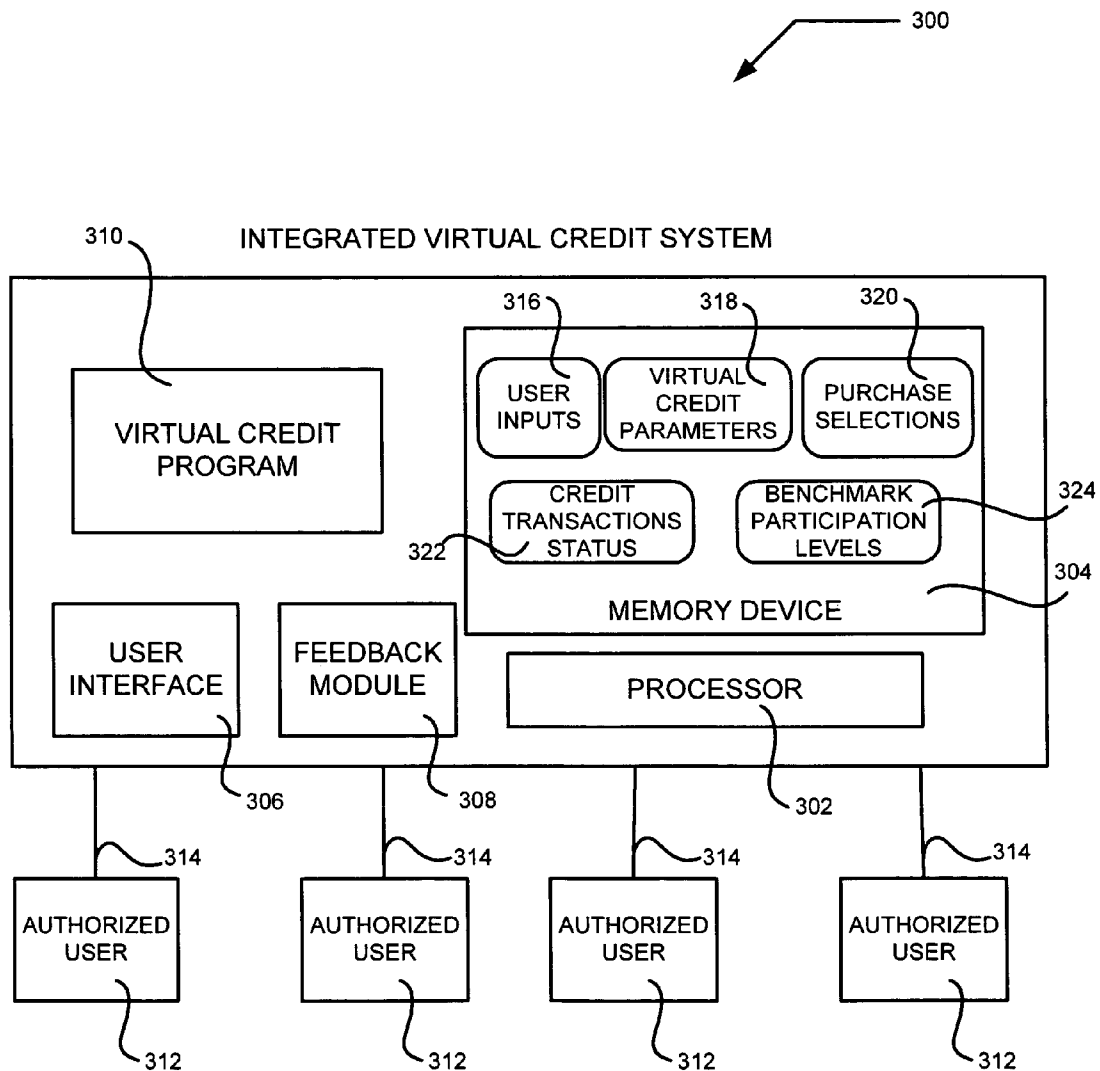 300
310
INTEGRATED VIRTUAL CREDIT SYSTEM
316
318
320
VIRTUAL CREDIT
PROGRAM
USER
INPUTS
VIRTUAL
CREDIT
PARAMETERS
PURCHASE
SELECTIONS
CREDIT
TRANSACTIONS
STATUS
322
BENCHMARK
PARTICIPATION
LEVELS
324
304
MEMORY DEVICE
USER
INTERFACE
FEEDBACK
MODULE
PROCESSOR
306
308
302
314
314
314
314
AUTHORIZED
USER
AUTHORIZED
USER
AUTHORIZED
USER
AUTHORIZED
USER
312
312
312
312